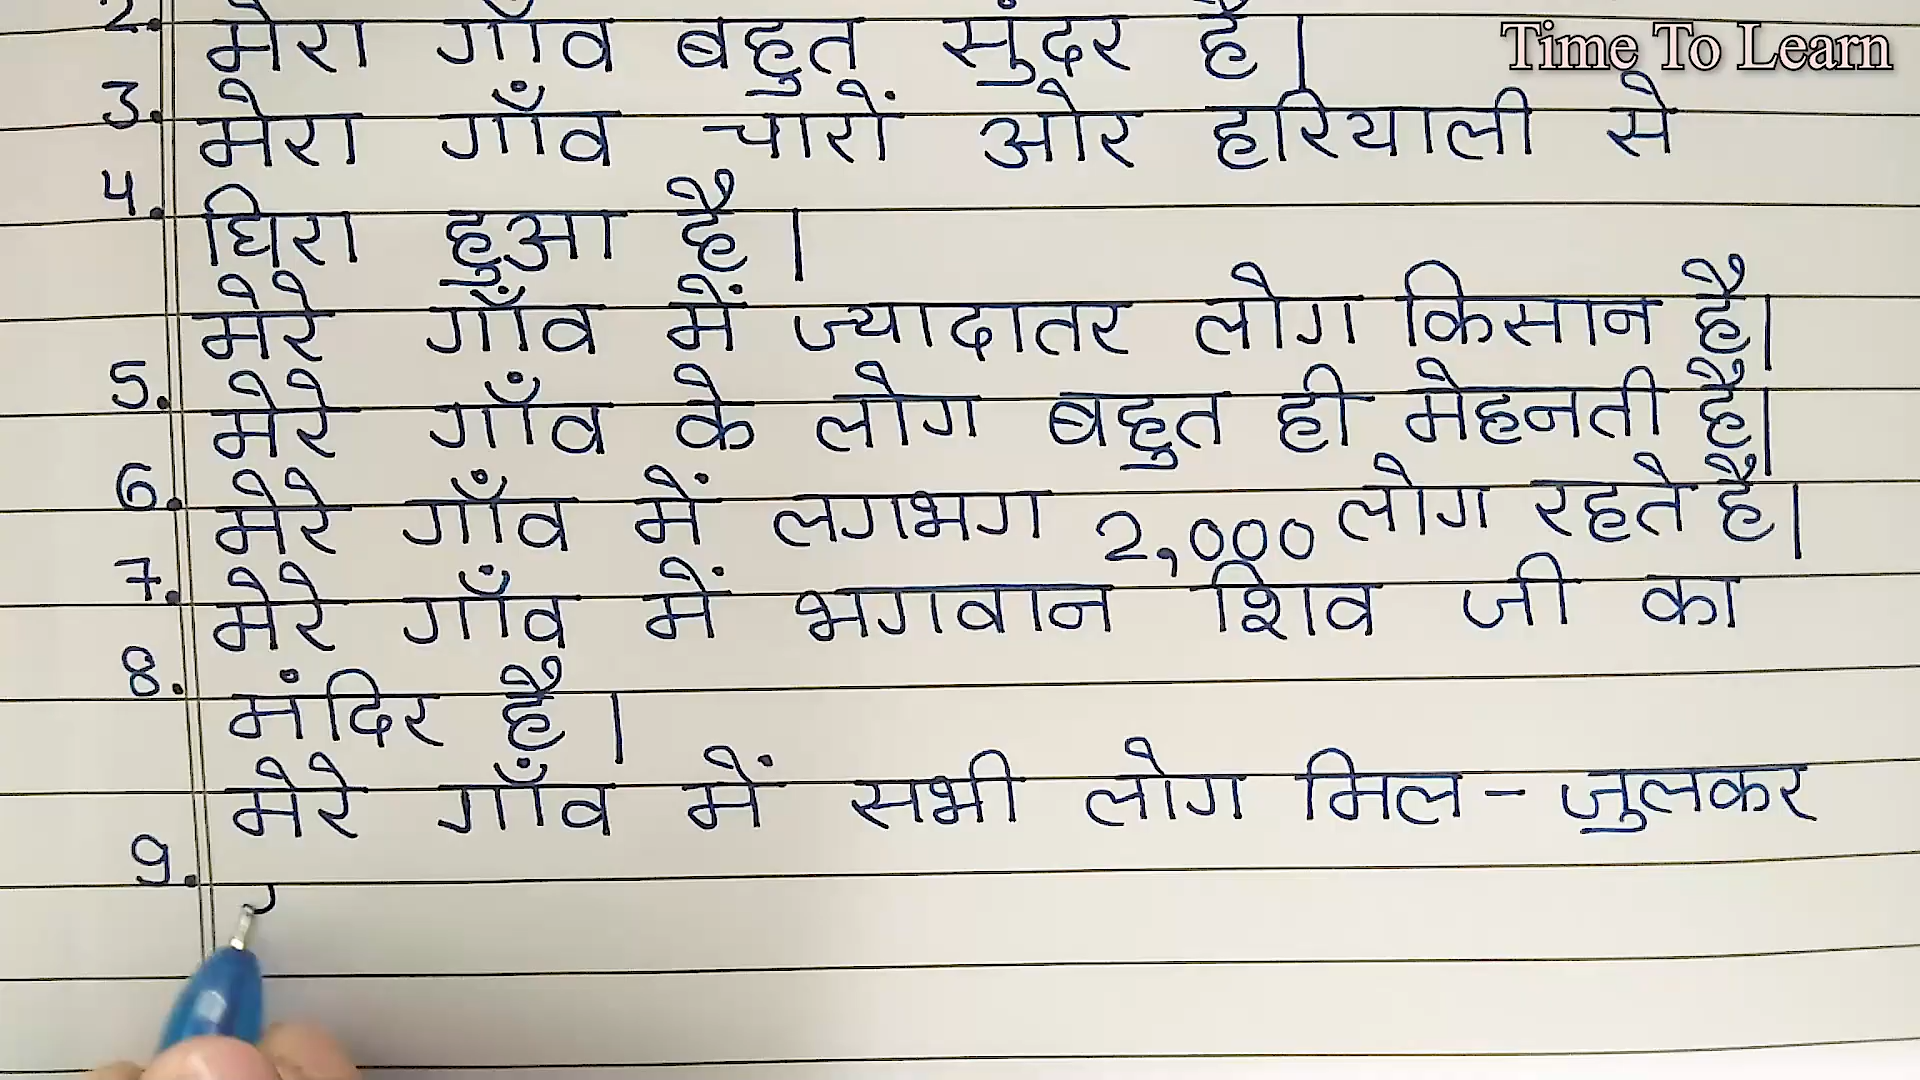 Time To Learn
2. मेरा गाँव बहुत सुंदर है।
3. मेरा गाँव चारों ओर हरियाली से
4. घिरा हुआ है।
मेरे गाँव में ज्यादातर लोग किसान है।
5. मेरे गाँव के लोग बहुत ही मेहनती है।
6. मेरे गाँव में लगभग 2,000 लोग रहते है।
7. मेरे गाँव में भगवान शिव जी का
8. मंदिर है।
मेरे गाँव में सभी लोग मिल-जुलकर
9.